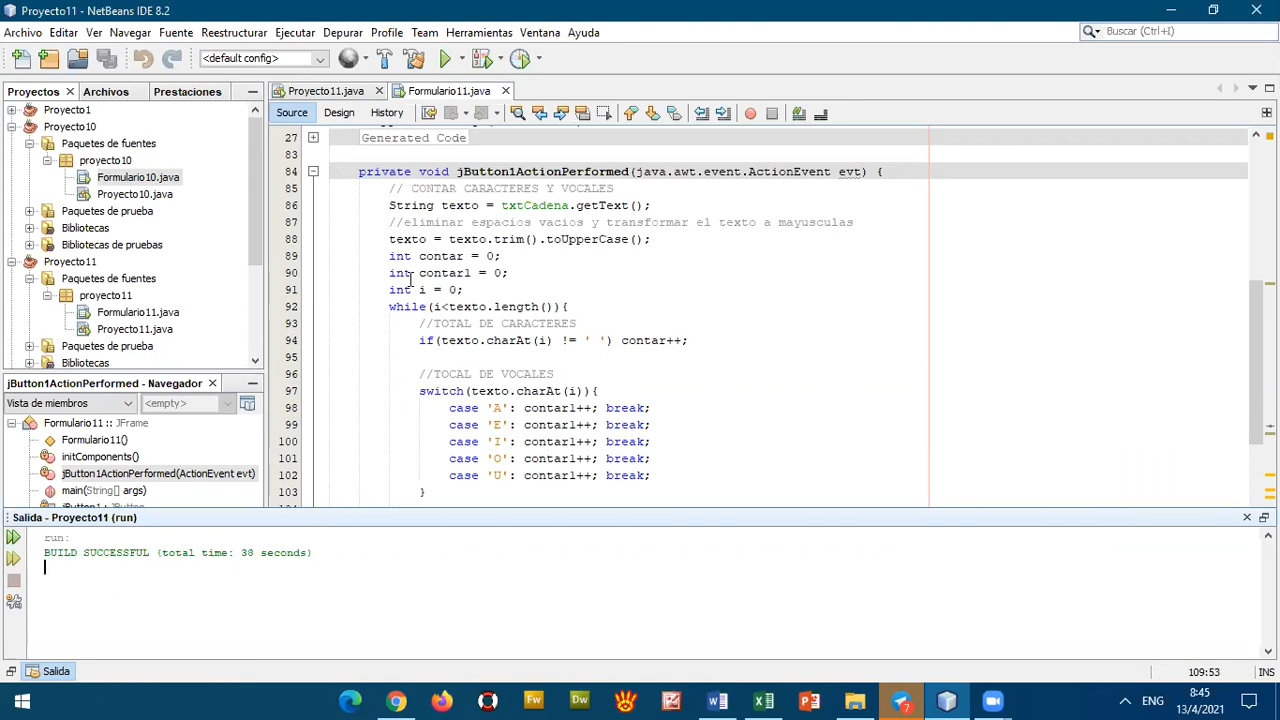 Proyecto11 - NetBeans IDE 8.2
Archivo Editar Ver Navegar Fuente Reestructurar Ejecutar Depurar Profile Team Herramientas Ventana Ayuda
Buscar (Ctrl+I)
<default config>
Proyectos Archivos Prestaciones
Proyecto11.java Formulario11.java
Proyecto1
Proyecto10
Paquetes de fuentes
proyecto10
Formulario10.java
Proyecto10.java
Paquetes de prueba
Bibliotecas
Bibliotecas de pruebas
Proyecto11
Paquetes de fuentes
proyecto11
Formulario11.java
Proyecto11.java
Paquetes de prueba
Bibliotecas
jButton1ActionPerformed - Navegador
Vista de miembros <empty>
Formulario11 :: JFrame
Formulario11()
initComponents()
jButton1ActionPerformed(ActionEvent evt)
main(String[] args)
Source Design History
27 Generated Code
83
84 private void jButton1ActionPerformed(java.awt.event.ActionEvent evt) {
85 // CONTAR CARACTERES Y VOCALES
86 String texto = txtCadena.getText();
87 //eliminar espacios vacios y transformar el texto a mayusculas
88 texto = texto.trim().toUpperCase();
89 int contar = 0;
90 int contar1 = 0;
91 int i = 0;
92 while(i<texto.length()){
93 //TOTAL DE CARACTERES
94 if(texto.charAt(i) != ' ') contar++;
95
96 //TOCAL DE VOCALES
97 switch(texto.charAt(i)){
98 case 'A': contar1++; break;
99 case 'E': contar1++; break;
100 case 'I': contar1++; break;
101 case 'O': contar1++; break;
102 case 'U': contar1++; break;
103 }
Salida - Proyecto11 (run)
run:
BUILD SUCCESSFUL (total time: 38 seconds)
Salida
109:53 INS
Fw Dw 7
ENG
8:45
13/4/2021